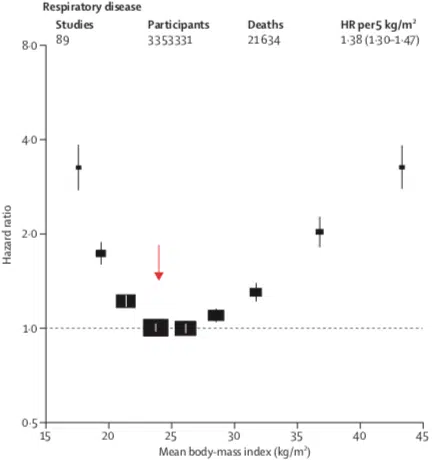 Respiratory disease
Studies Participants Deaths HR per 5 kg/m²
89 3353331 21634 1·38 (1·30–1·47)
8·0
4·0
2·0
1·0
0·5
Hazard ratio
15 20 25 30 35 40 45
Mean body-mass index (kg/m²)